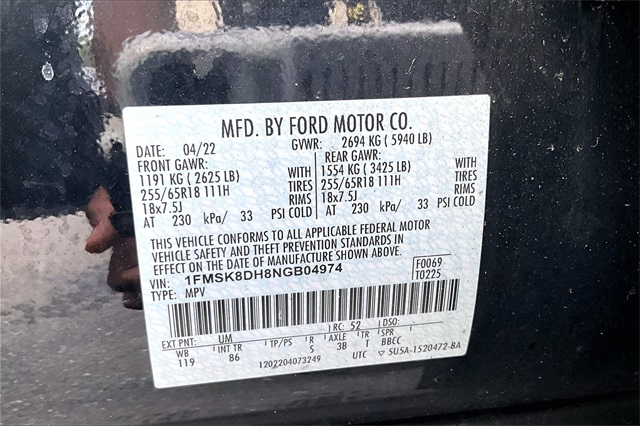 MFD. BY FORD MOTOR CO.
DATE: 04/22 GVWR: 2694 KG ( 5940 LB)
FRONT GAWR: REAR GAWR:
1191 KG ( 2625 LB) WITH 1554 KG ( 3425 LB) WITH
255/65R18 111H TIRES 255/65R18 111H TIRES
18x7.5J RIMS 18x7.5J RIMS
AT 230 kPa/ 33 PSI COLD AT 230 kPa/ 33 PSI COLD
THIS VEHICLE CONFORMS TO ALL APPLICABLE FEDERAL MOTOR
VEHICLE SAFETY AND THEFT PREVENTION STANDARDS IN
EFFECT ON THE DATE OF MANUFACTURE SHOWN ABOVE.
VIN: 1FMSK8DH8NGB04974 F0069
TYPE: MPV T0225
EXT PNT: UM RC: 52 DSO:
WB INT TR TP/PS R AXLE TR SPR
119 86 5 3B T BBCC
1202204073249 UTC ▽ 5U5A-1520472-BA